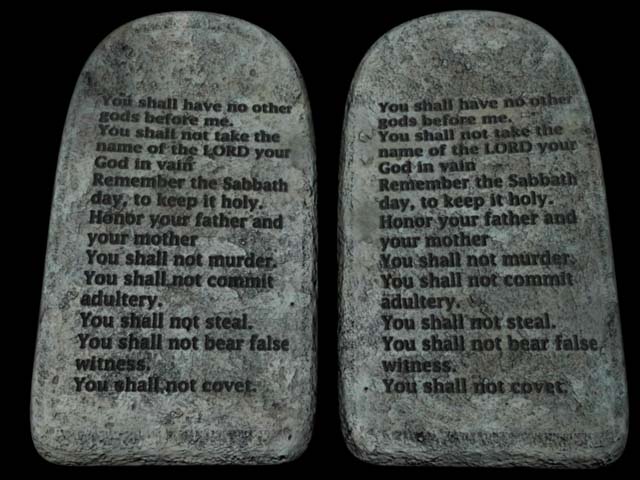 You shall have no other
gods before me.
You shall not take the
name of the LORD your
God in vain
Remember the Sabbath
day, to keep it holy.
Honor your father and
your mother
You shall not murder.
You shall not commit
adultery.
You shall not steal.
You shall not bear false
witness.
You shall not covet.
You shall have no other
gods before me.
You shall not take the
name of the LORD your
God in vain
Remember the Sabbath
day, to keep it holy.
Honor your father and
your mother
You shall not murder.
You shall not commit
adultery.
You shall not steal.
You shall not bear false
witness.
You shall not covet.